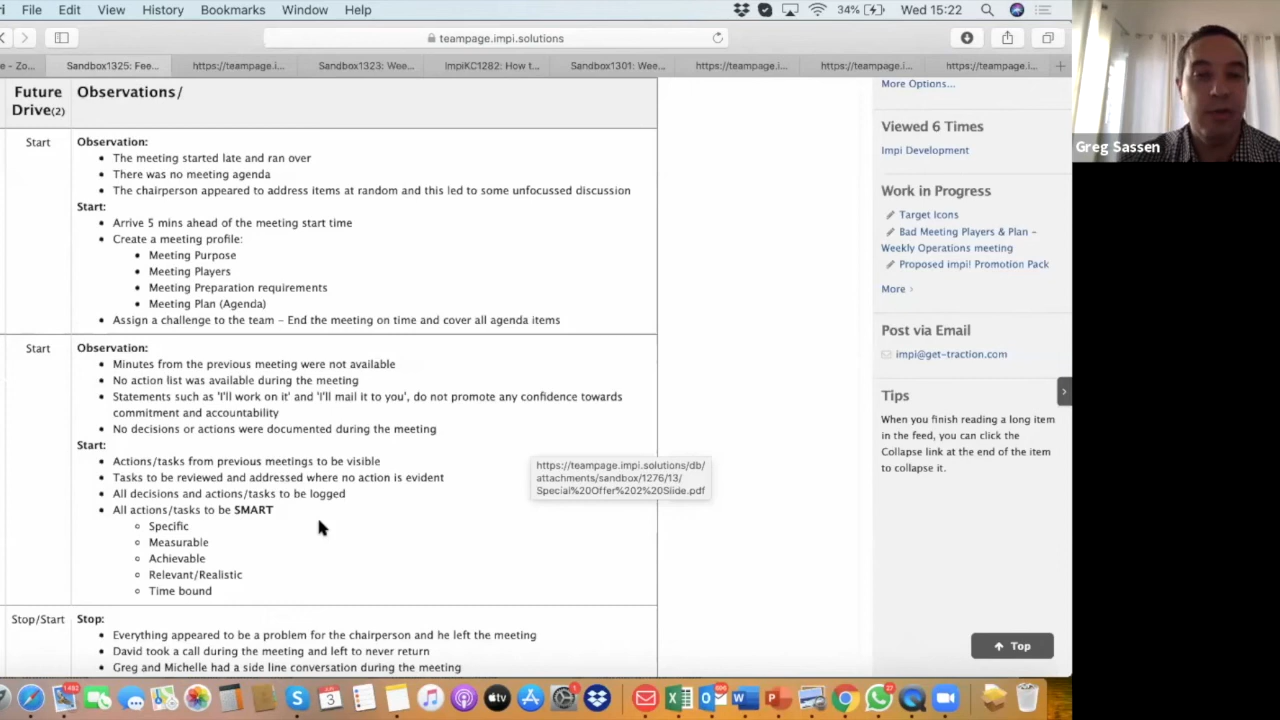 ri File Edit View History Bookmarks Window Help 34% Wed 15:22
teampage.impi.solutions
e - Zo... Sandbox1325: Fee... https://teampage.i... Sandbox1323: Wee... ImpiKC1282: How t... Sandbox1301: Wee... https://teampage.i... https://teampage.i... https://teampage.i...
Future
Drive(2)
Observations/
Start
Observation:
The meeting started late and ran over
There was no meeting agenda
The chairperson appeared to address items at random and this led to some unfocussed discussion
Start:
Arrive 5 mins ahead of the meeting start time
Create a meeting profile:
Meeting Purpose
Meeting Players
Meeting Preparation requirements
Meeting Plan (Agenda)
Assign a challenge to the team – End the meeting on time and cover all agenda items
Start
Observation:
Minutes from the previous meeting were not available
No action list was available during the meeting
Statements such as 'I'll work on it' and 'I'll mail it to you', do not promote any confidence towards
commitment and accountability
No decisions or actions were documented during the meeting
Start:
Actions/tasks from previous meetings to be visible
Tasks to be reviewed and addressed where no action is evident
All decisions and actions/tasks to be logged
All actions/tasks to be SMART
Specific
Measurable
Achievable
Relevant/Realistic
Time bound
Stop/Start
Stop:
Everything appeared to be a problem for the chairperson and he left the meeting
David took a call during the meeting and left to never return
Greg and Michelle had a side line conversation during the meeting
https://teampage.impi.solutions/db/
attachments/sandbox/1276/13/
Special%20Offer%202%20Slide.pdf
More Options...
Viewed 6 Times
Impi Development
Work in Progress
Target Icons
Bad Meeting Players & Plan –
Weekly Operations meeting
Proposed impi! Promotion Pack
More ›
Post via Email
impi@get-traction.com
Tips
When you finish reading a long item
in the feed, you can click the
Collapse link at the end of the item
to collapse it.
Top
Greg Sassen